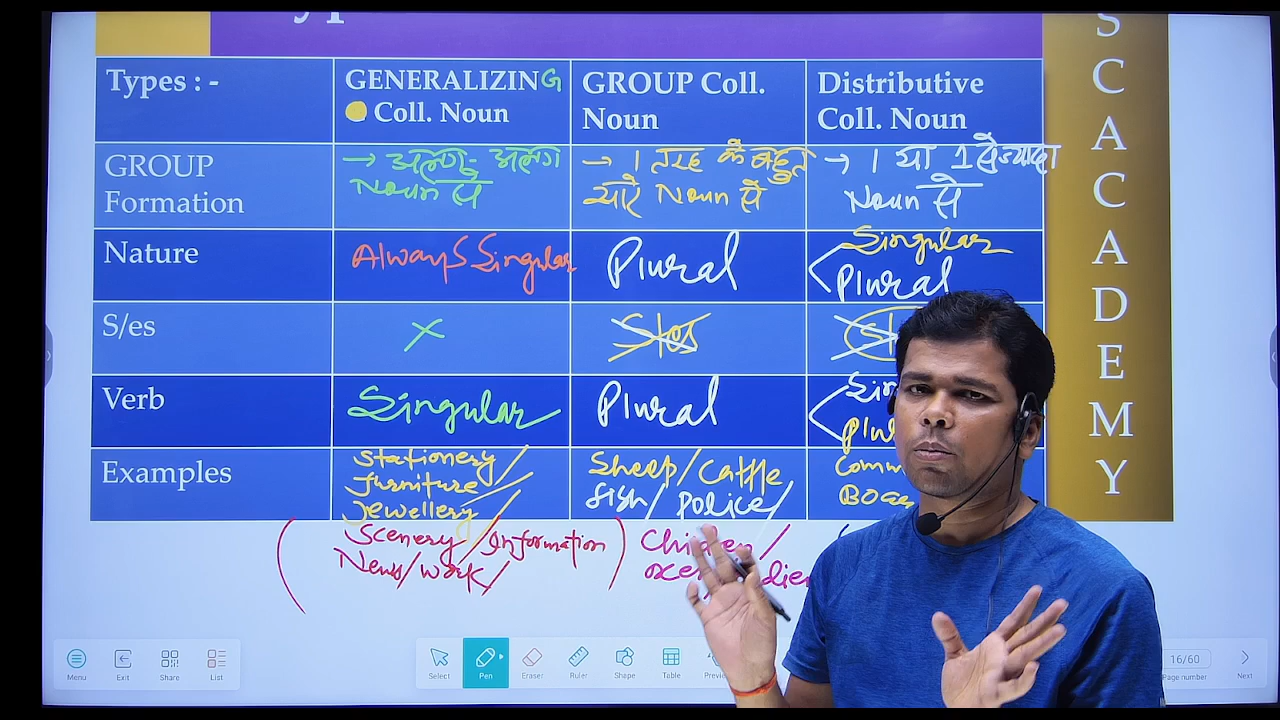 Types : -
GENERALIZING
Coll. Noun
GROUP Coll.
Noun
Distributive
Coll. Noun
GROUP
Formation
→ अलग-अलग
Noun से
→ 1 तरह के बहुत
सारे Noun से
→ 1 या 1 से ज्यादा
Noun से
Nature
Always Singular
Plural
Singular
Plural
S/es
×
S/es
Verb
Singular
Plural
Examples
Stationery/
furniture/
Jewellery/
Sheep/Cattle
fish/Police/
(Scenery/Information)
News/Work/
S
C
A
C
A
D
E
M
Y
Menu
Exit
Share
List
Select
Pen
Eraser
Ruler
Shape
Table
16/60
Page number
Next